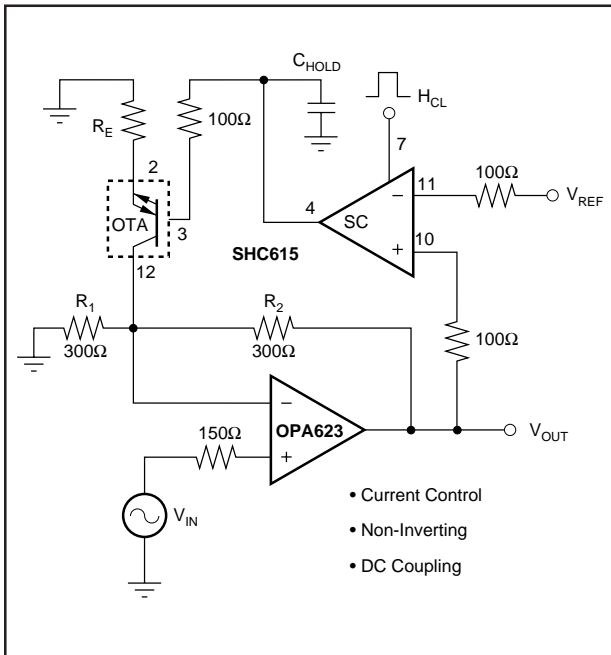 C_HOLD
H_CL
R_E
100Ω
7
2
100Ω
11
V_REF
4
SC
−
OTA
3
SHC615
+
10
12
R_1
R_2
100Ω
300Ω
300Ω
−
150Ω
OPA623
V_OUT
+
V_IN
• Current Control
• Non-Inverting
• DC Coupling